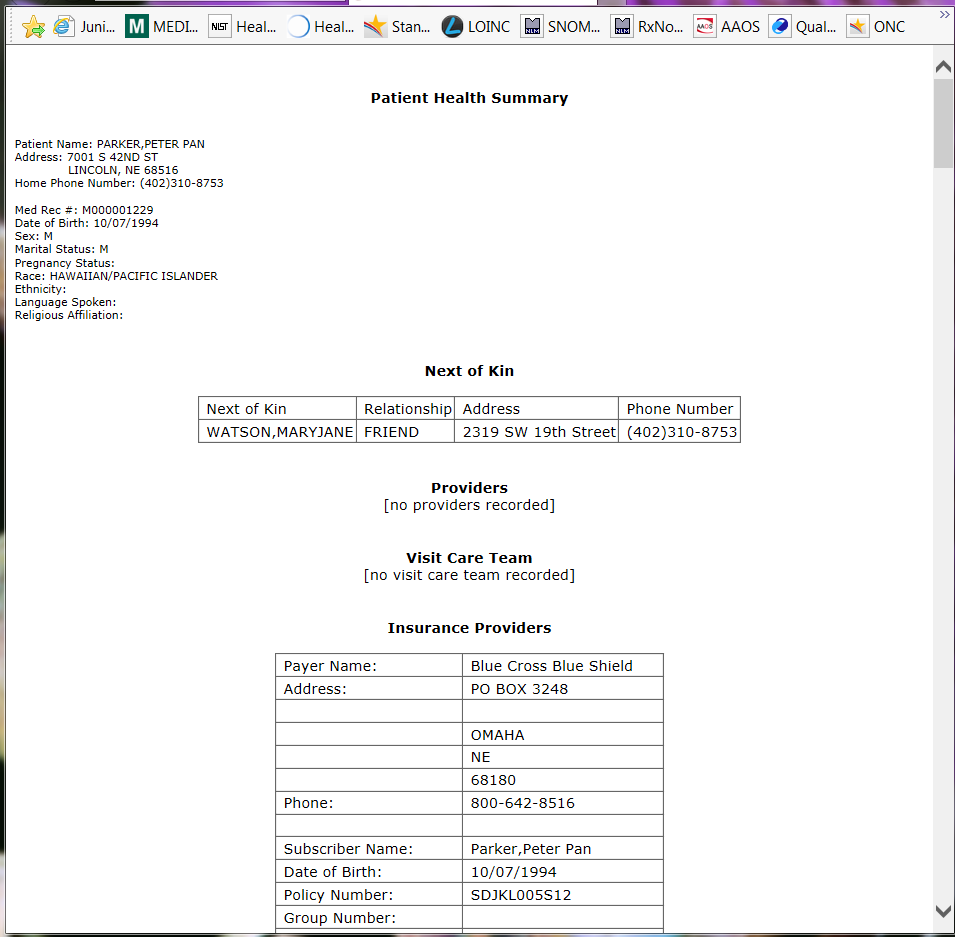 Juni... MEDI... NIST Heal... Heal... Stan... LOINC NLM SNOM... NLM RxNo... AAOS AAOS Qual... ONC
Patient Health Summary
Patient Name: PARKER,PETER PAN
Address: 7001 S 42ND ST
LINCOLN, NE 68516
Home Phone Number: (402)310-8753
Med Rec #: M000001229
Date of Birth: 10/07/1994
Sex: M
Marital Status: M
Pregnancy Status:
Race: HAWAIIAN/PACIFIC ISLANDER
Ethnicity:
Language Spoken:
Religious Affiliation:
Next of Kin
Next of Kin Relationship Address Phone Number
WATSON,MARYJANE FRIEND 2319 SW 19th Street (402)310-8753
Providers
[no providers recorded]
Visit Care Team
[no visit care team recorded]
Insurance Providers
Payer Name: Blue Cross Blue Shield
Address: PO BOX 3248
OMAHA
NE
68180
Phone: 800-642-8516
Subscriber Name: Parker,Peter Pan
Date of Birth: 10/07/1994
Policy Number: SDJKL005S12
Group Number: